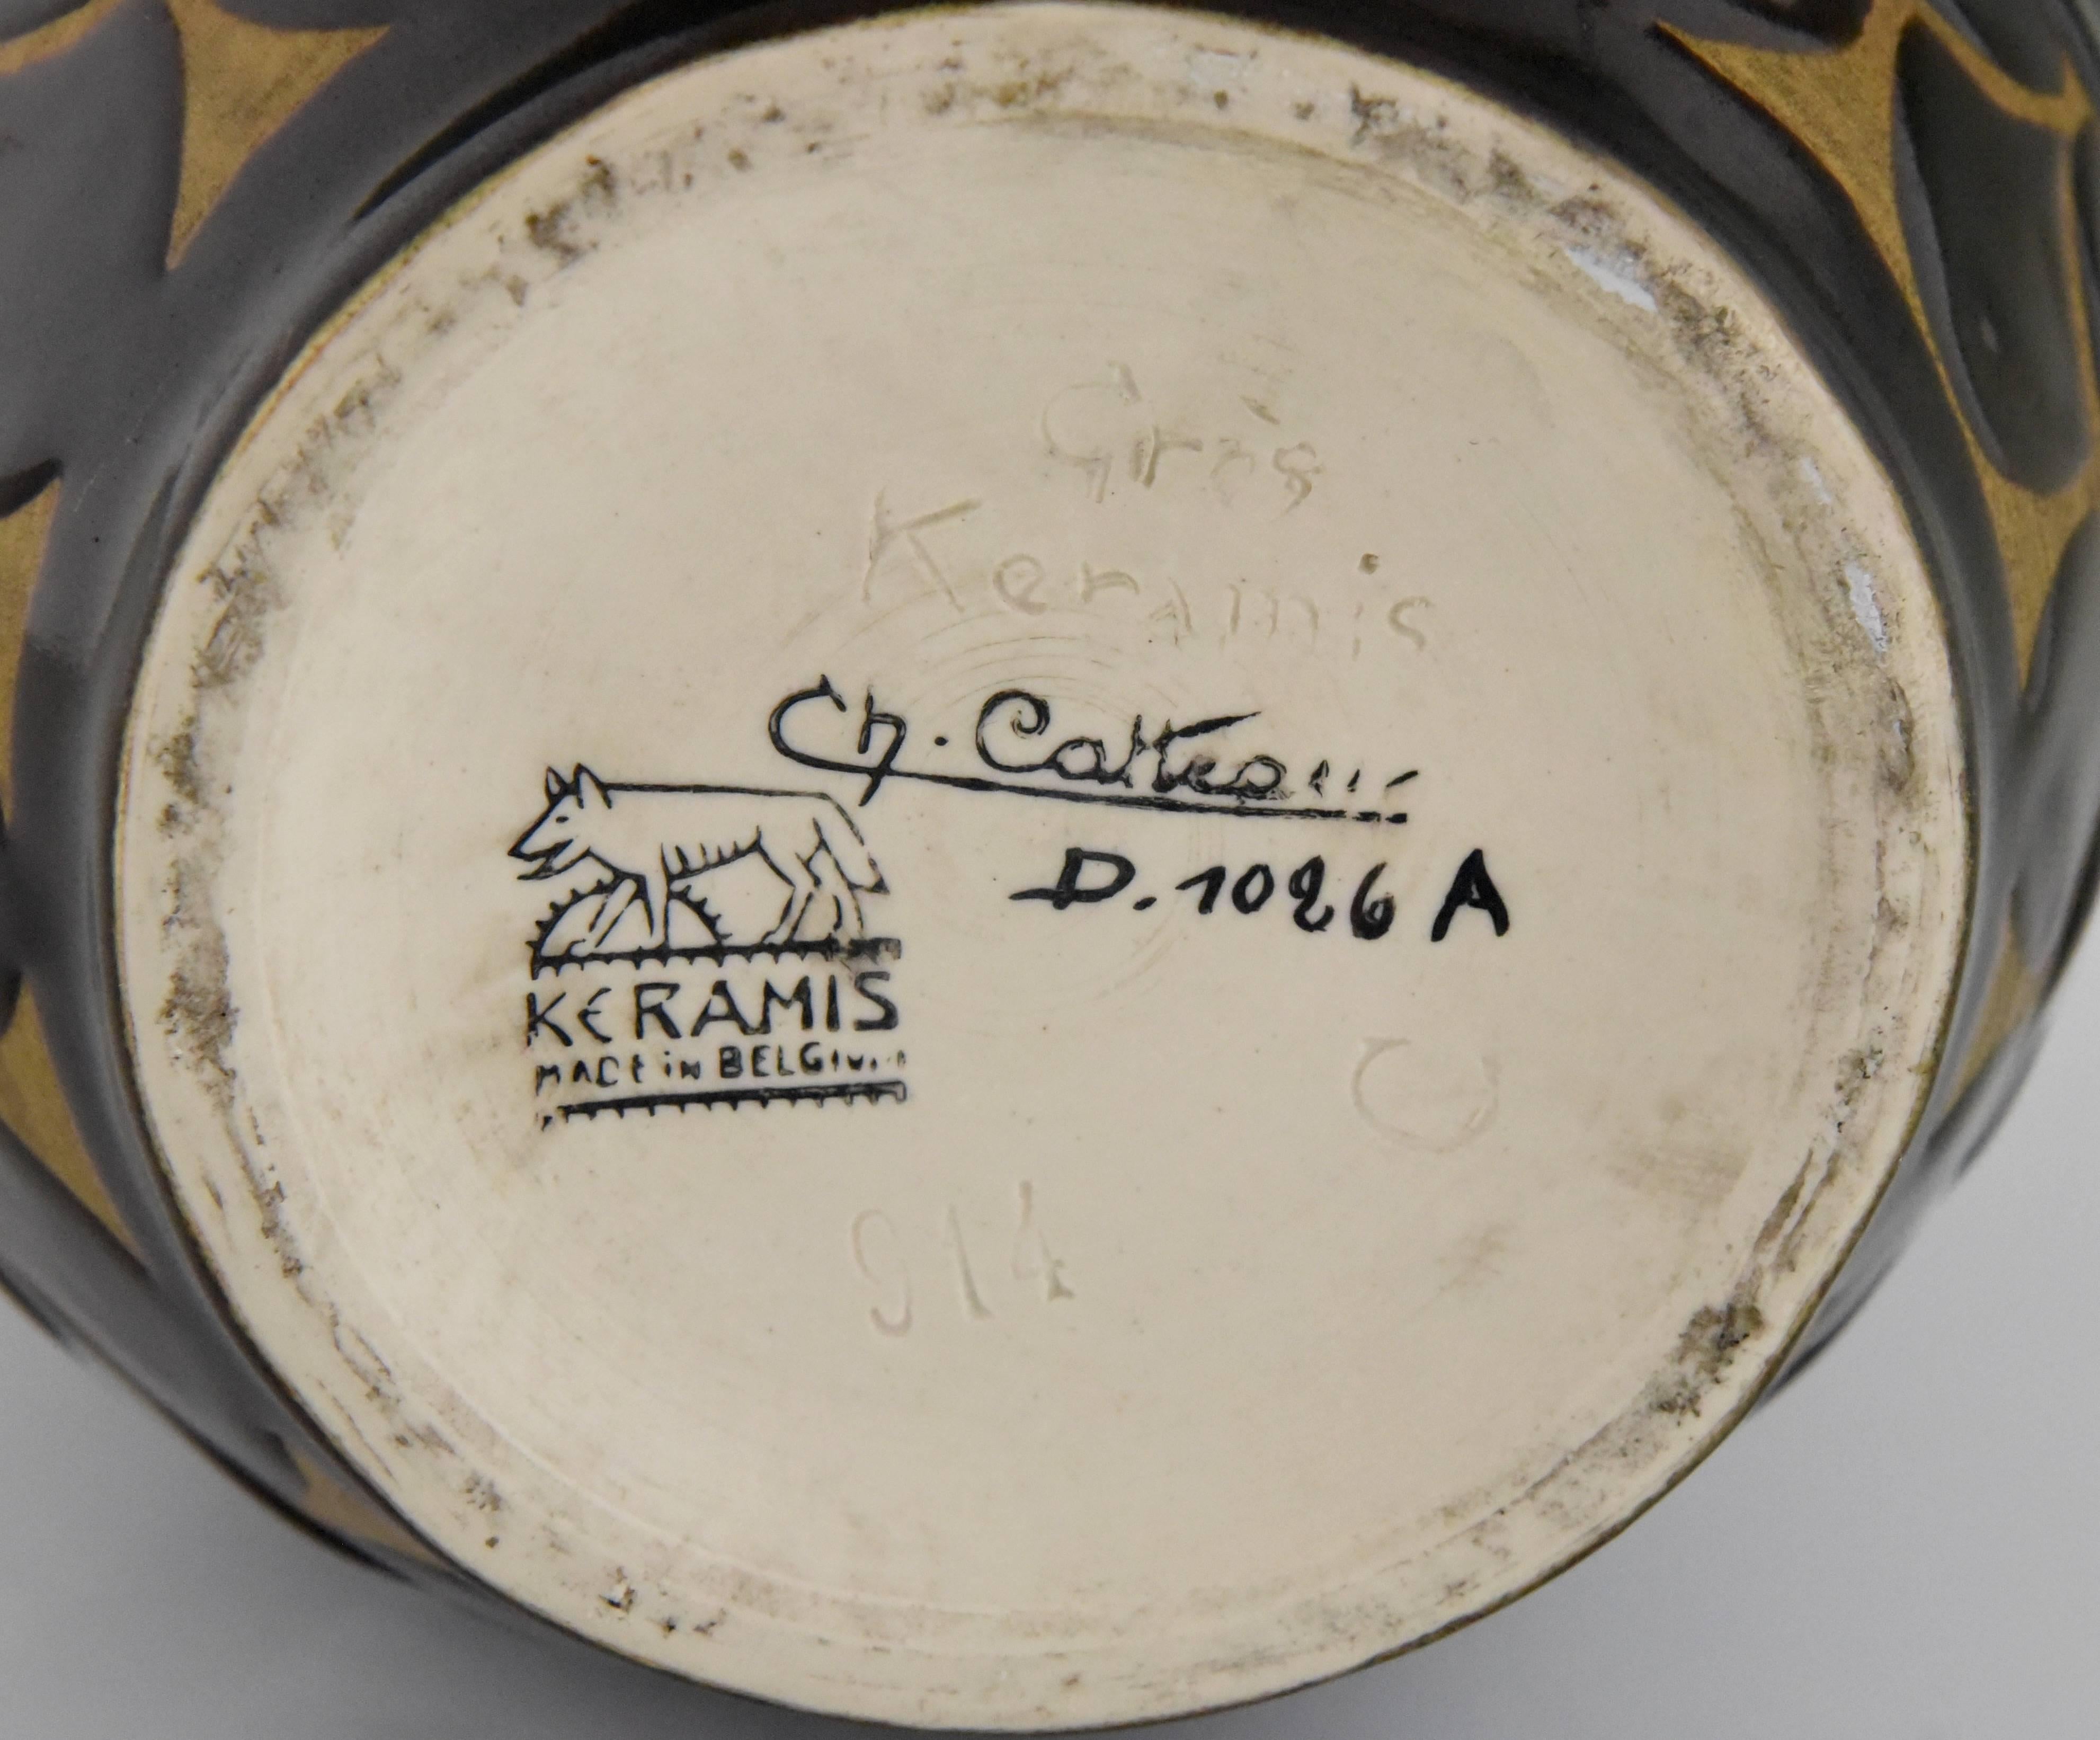 Grès
Keramis
Ch. Catteau
D. 1026 A
KERAMIS
MADE in BELGIUM
C
914